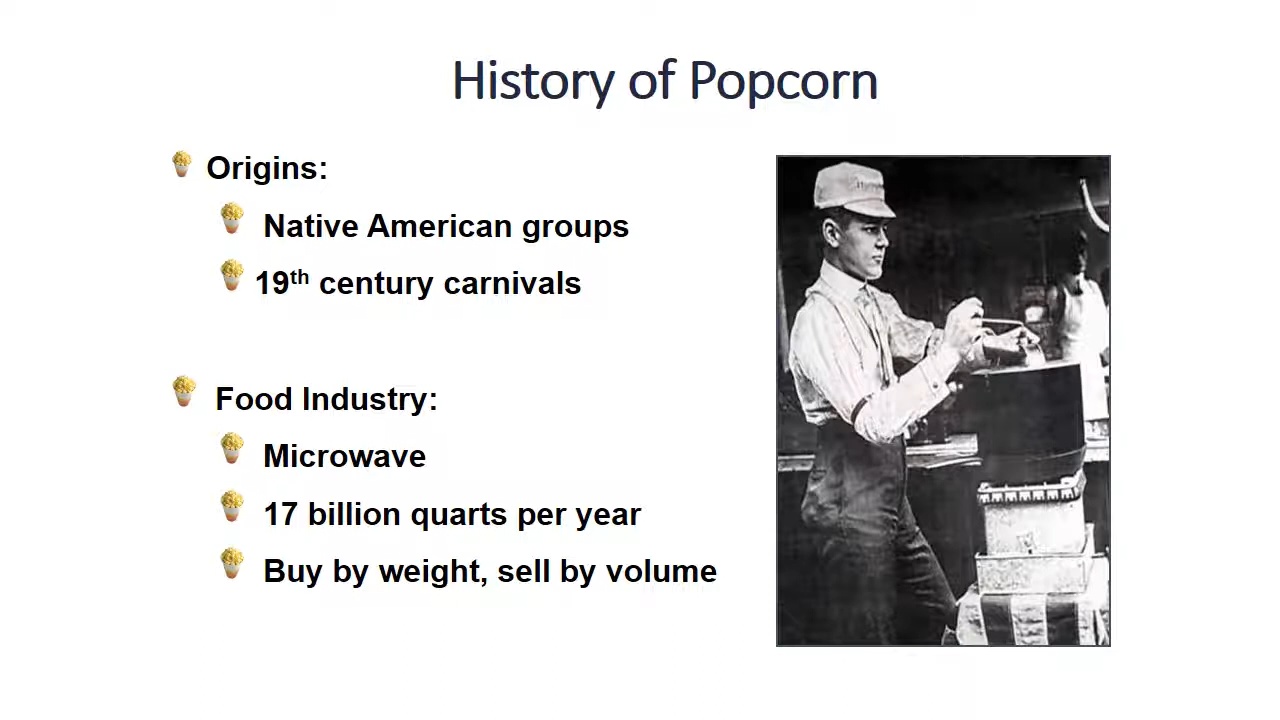 History of Popcorn
Origins:
Native American groups
19th century carnivals
Food Industry:
Microwave
17 billion quarts per year
Buy by weight, sell by volume